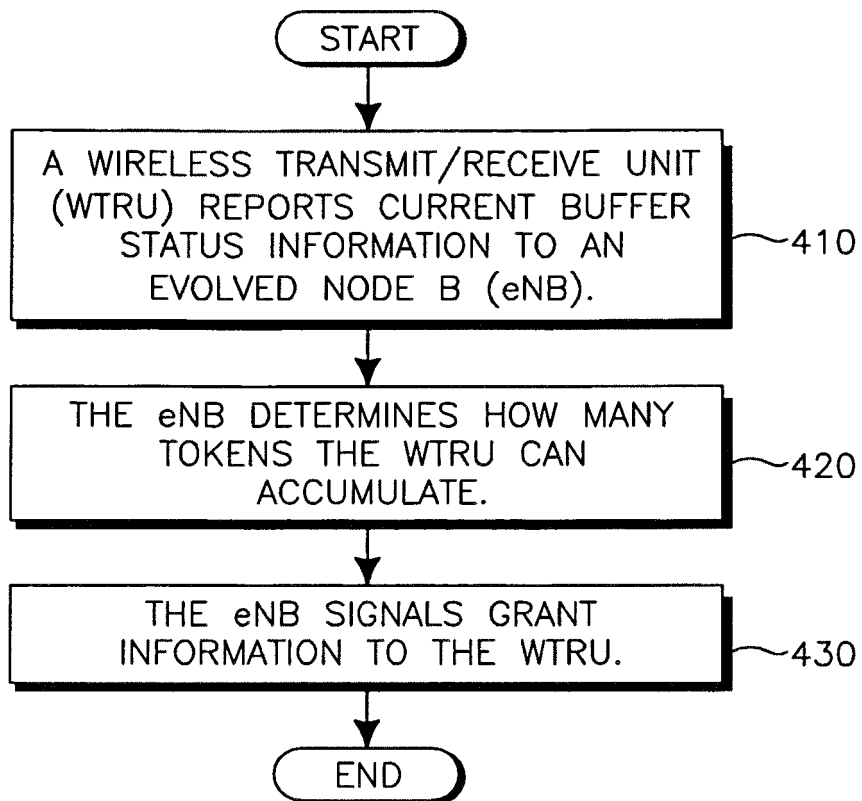 START
A WIRELESS TRANSMIT/RECEIVE UNIT
(WTRU) REPORTS CURRENT BUFFER
STATUS INFORMATION TO AN
EVOLVED NODE B (eNB).
410
THE eNB DETERMINES HOW MANY
TOKENS THE WTRU CAN
ACCUMULATE.
420
THE eNB SIGNALS GRANT
INFORMATION TO THE WTRU.
430
END